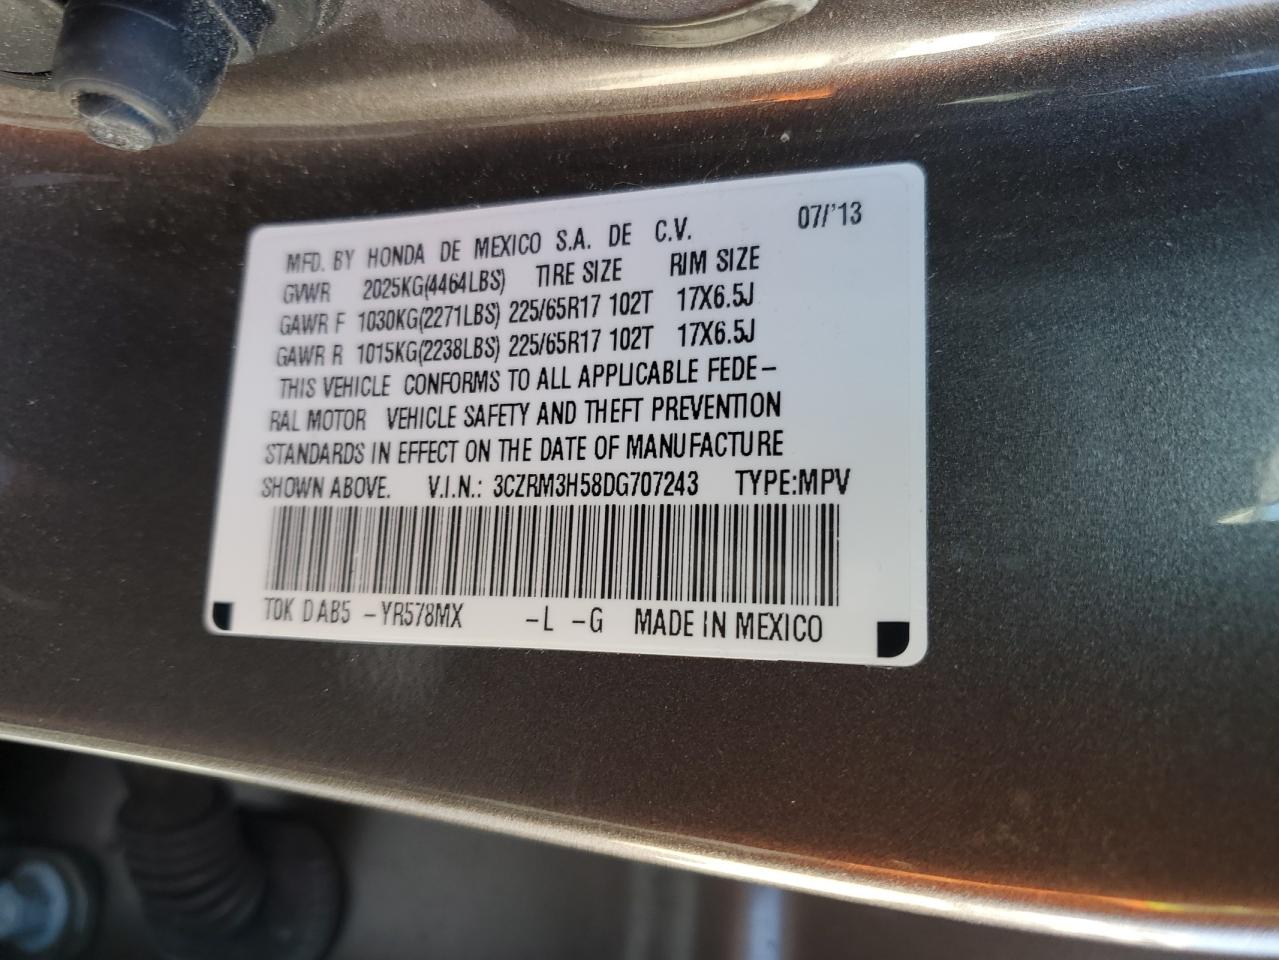 MFD. BY HONDA DE MEXICO S.A. DE C.V. 07/'13
GVWR 2025KG(4464LBS) TIRE SIZE RIM SIZE
GAWR F 1030KG(2271LBS) 225/65R17 102T 17X6.5J
GAWR R 1015KG(2238LBS) 225/65R17 102T 17X6.5J
THIS VEHICLE CONFORMS TO ALL APPLICABLE FEDE-
RAL MOTOR VEHICLE SAFETY AND THEFT PREVENTION
STANDARDS IN EFFECT ON THE DATE OF MANUFACTURE
SHOWN ABOVE. V.I.N.: 3CZRM3H58DG707243 TYPE:MPV
T0K D AB5 -YR578MX -L -G MADE IN MEXICO